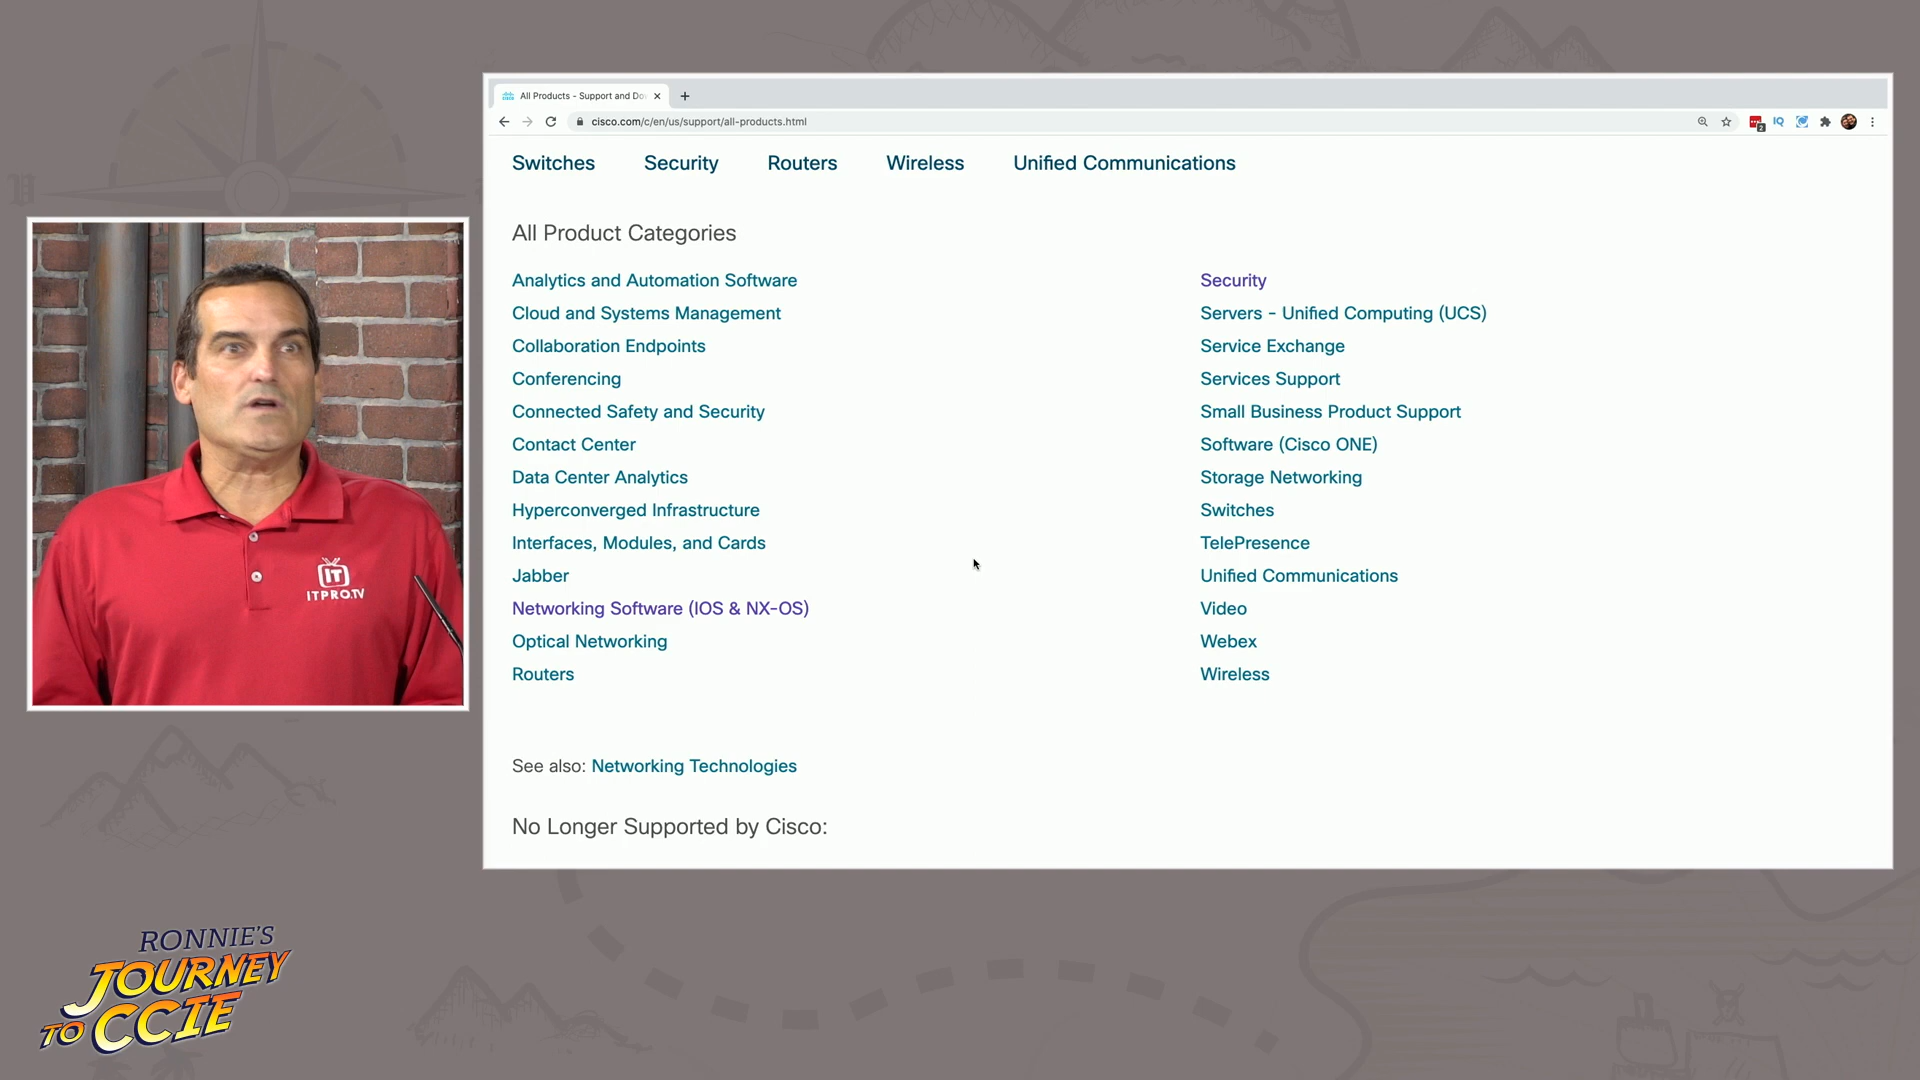 All Products - Support and Do
cisco.com/c/en/us/support/all-products.html
2
IQ
Switches Security Routers Wireless Unified Communications
All Product Categories
Analytics and Automation Software
Cloud and Systems Management
Collaboration Endpoints
Conferencing
Connected Safety and Security
Contact Center
Data Center Analytics
Hyperconverged Infrastructure
Interfaces, Modules, and Cards
Jabber
Networking Software (IOS & NX-OS)
Optical Networking
Routers
Security
Servers - Unified Computing (UCS)
Service Exchange
Services Support
Small Business Product Support
Software (Cisco ONE)
Storage Networking
Switches
TelePresence
Unified Communications
Video
Webex
Wireless
See also: Networking Technologies
No Longer Supported by Cisco:
IT
ITPRO.TV
RONNIE'S
JOURNEY
TO CCIE